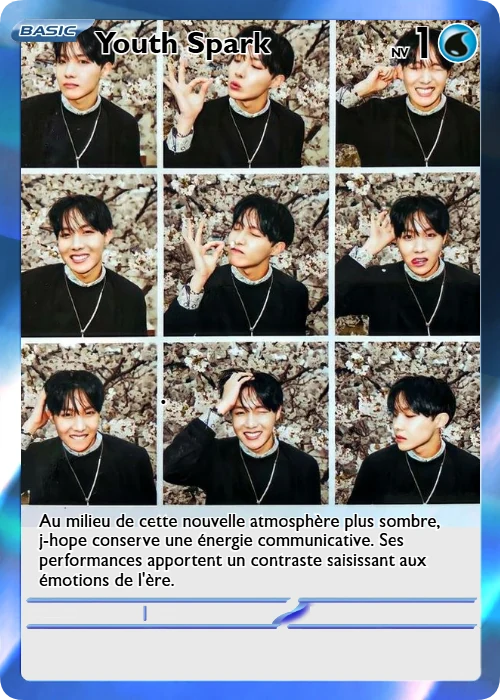 BASIC
Youth Spark
NV 1
Au milieu de cette nouvelle atmosphère plus sombre,
j-hope conserve une énergie communicative. Ses
performances apportent un contraste saisissant aux
émotions de l'ère.